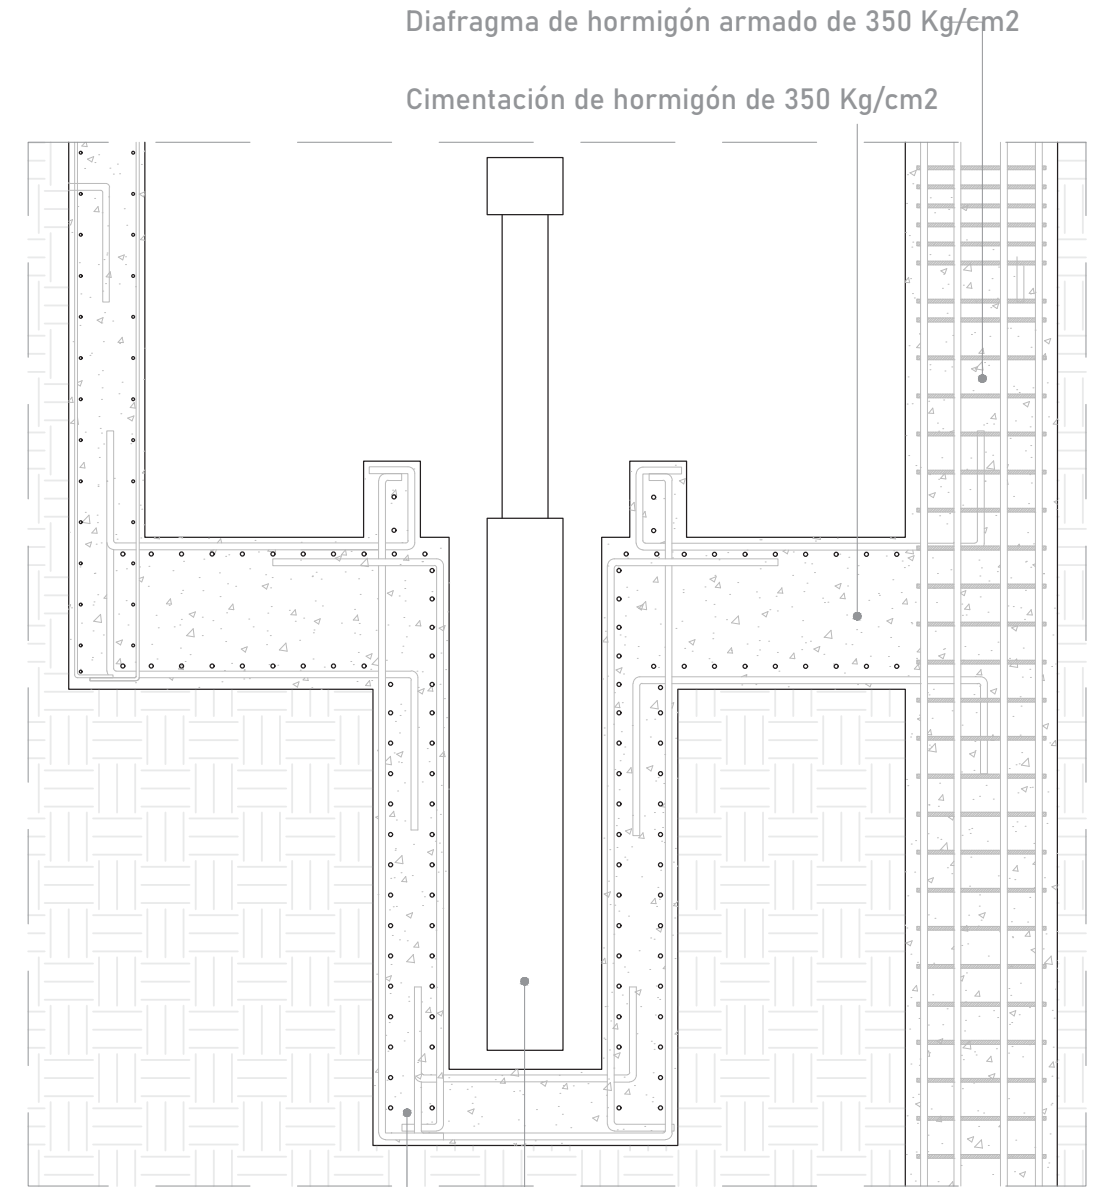 Diafragma de hormigón armado de 350 Kg/cm2
Cimentación de hormigón de 350 Kg/cm2